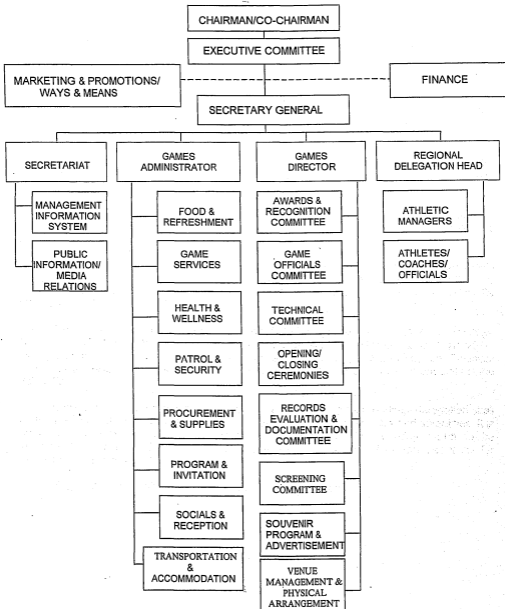 CHAIRMAN/CO-CHAIRMAN
EXECUTIVE COMMITTEE
MARKETING & PROMOTIONS/
WAYS & MEANS
FINANCE
SECRETARY GENERAL
SECRETARIAT
GAMES
ADMINISTRATOR
GAMES
DIRECTOR
REGIONAL
DELEGATION HEAD
MANAGEMENT
INFORMATION
SYSTEM
PUBLIC
INFORMATION/
MEDIA
RELATIONS
FOOD &
REFRESHMENT
GAME
SERVICES
HEALTH &
WELLNESS
PATROL &
SECURITY
PROCUREMENT
& SUPPLIES
PROGRAM &
INVITATION
SOCIALS &
RECEPTION
TRANSPORTATION
&
ACCOMMODATION
AWARDS &
RECOGNITION
COMMITTEE
GAME
OFFICIALS
COMMITTEE
TECHNICAL
COMMITTEE
OPENING/
CLOSING
CEREMONIES
RECORDS
EVALUATION &
DOCUMENTATION
COMMITTEE
SCREENING
COMMITTEE
SOUVENIR
PROGRAM &
ADVERTISEMENT
VENUE
MANAGEMENT &
PHYSICAL
ARRANGEMENT
ATHLETIC
MANAGERS
ATHLETES/
COACHES/
OFFICIALS